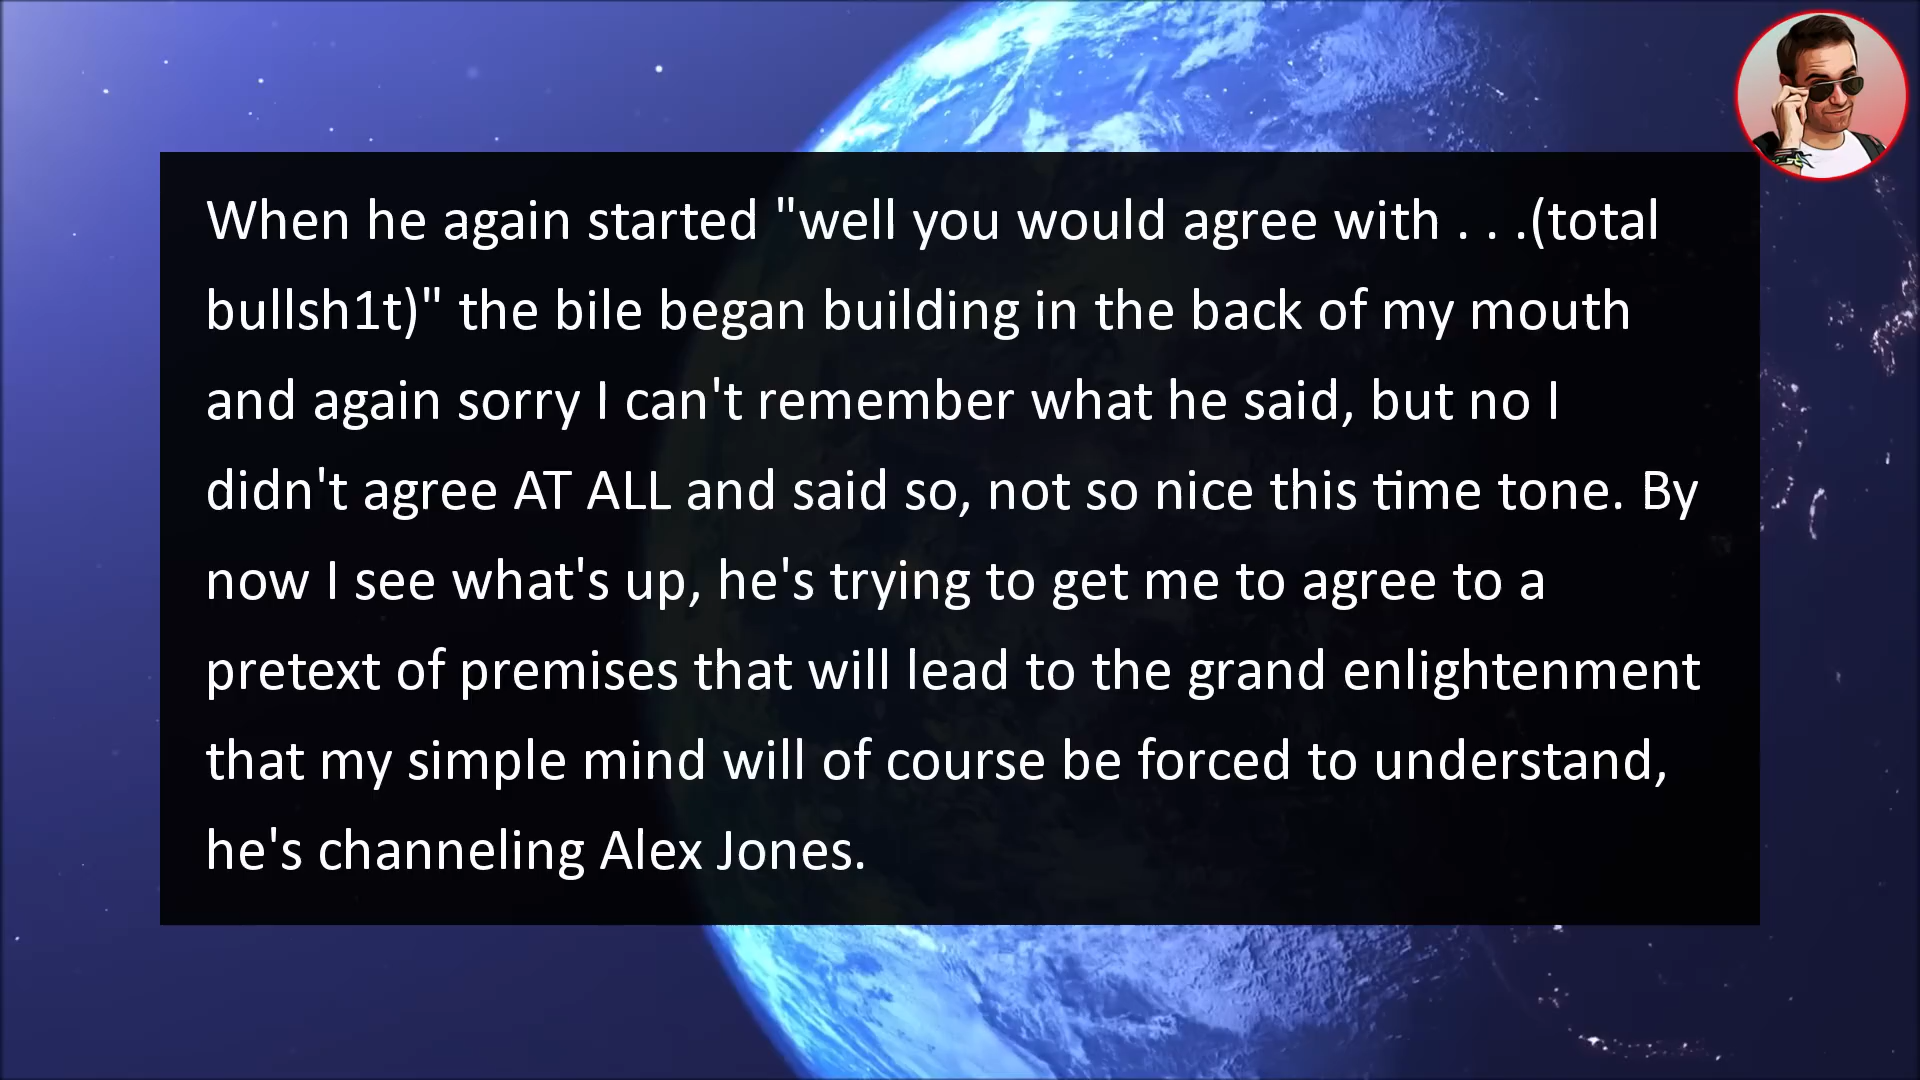 When he again started "well you would agree with . . .(total
bullsh1t)" the bile began building in the back of my mouth
and again sorry I can't remember what he said, but no I
didn't agree AT ALL and said so, not so nice this time tone. By
now I see what's up, he's trying to get me to agree to a
pretext of premises that will lead to the grand enlightenment
that my simple mind will of course be forced to understand,
he's channeling Alex Jones.